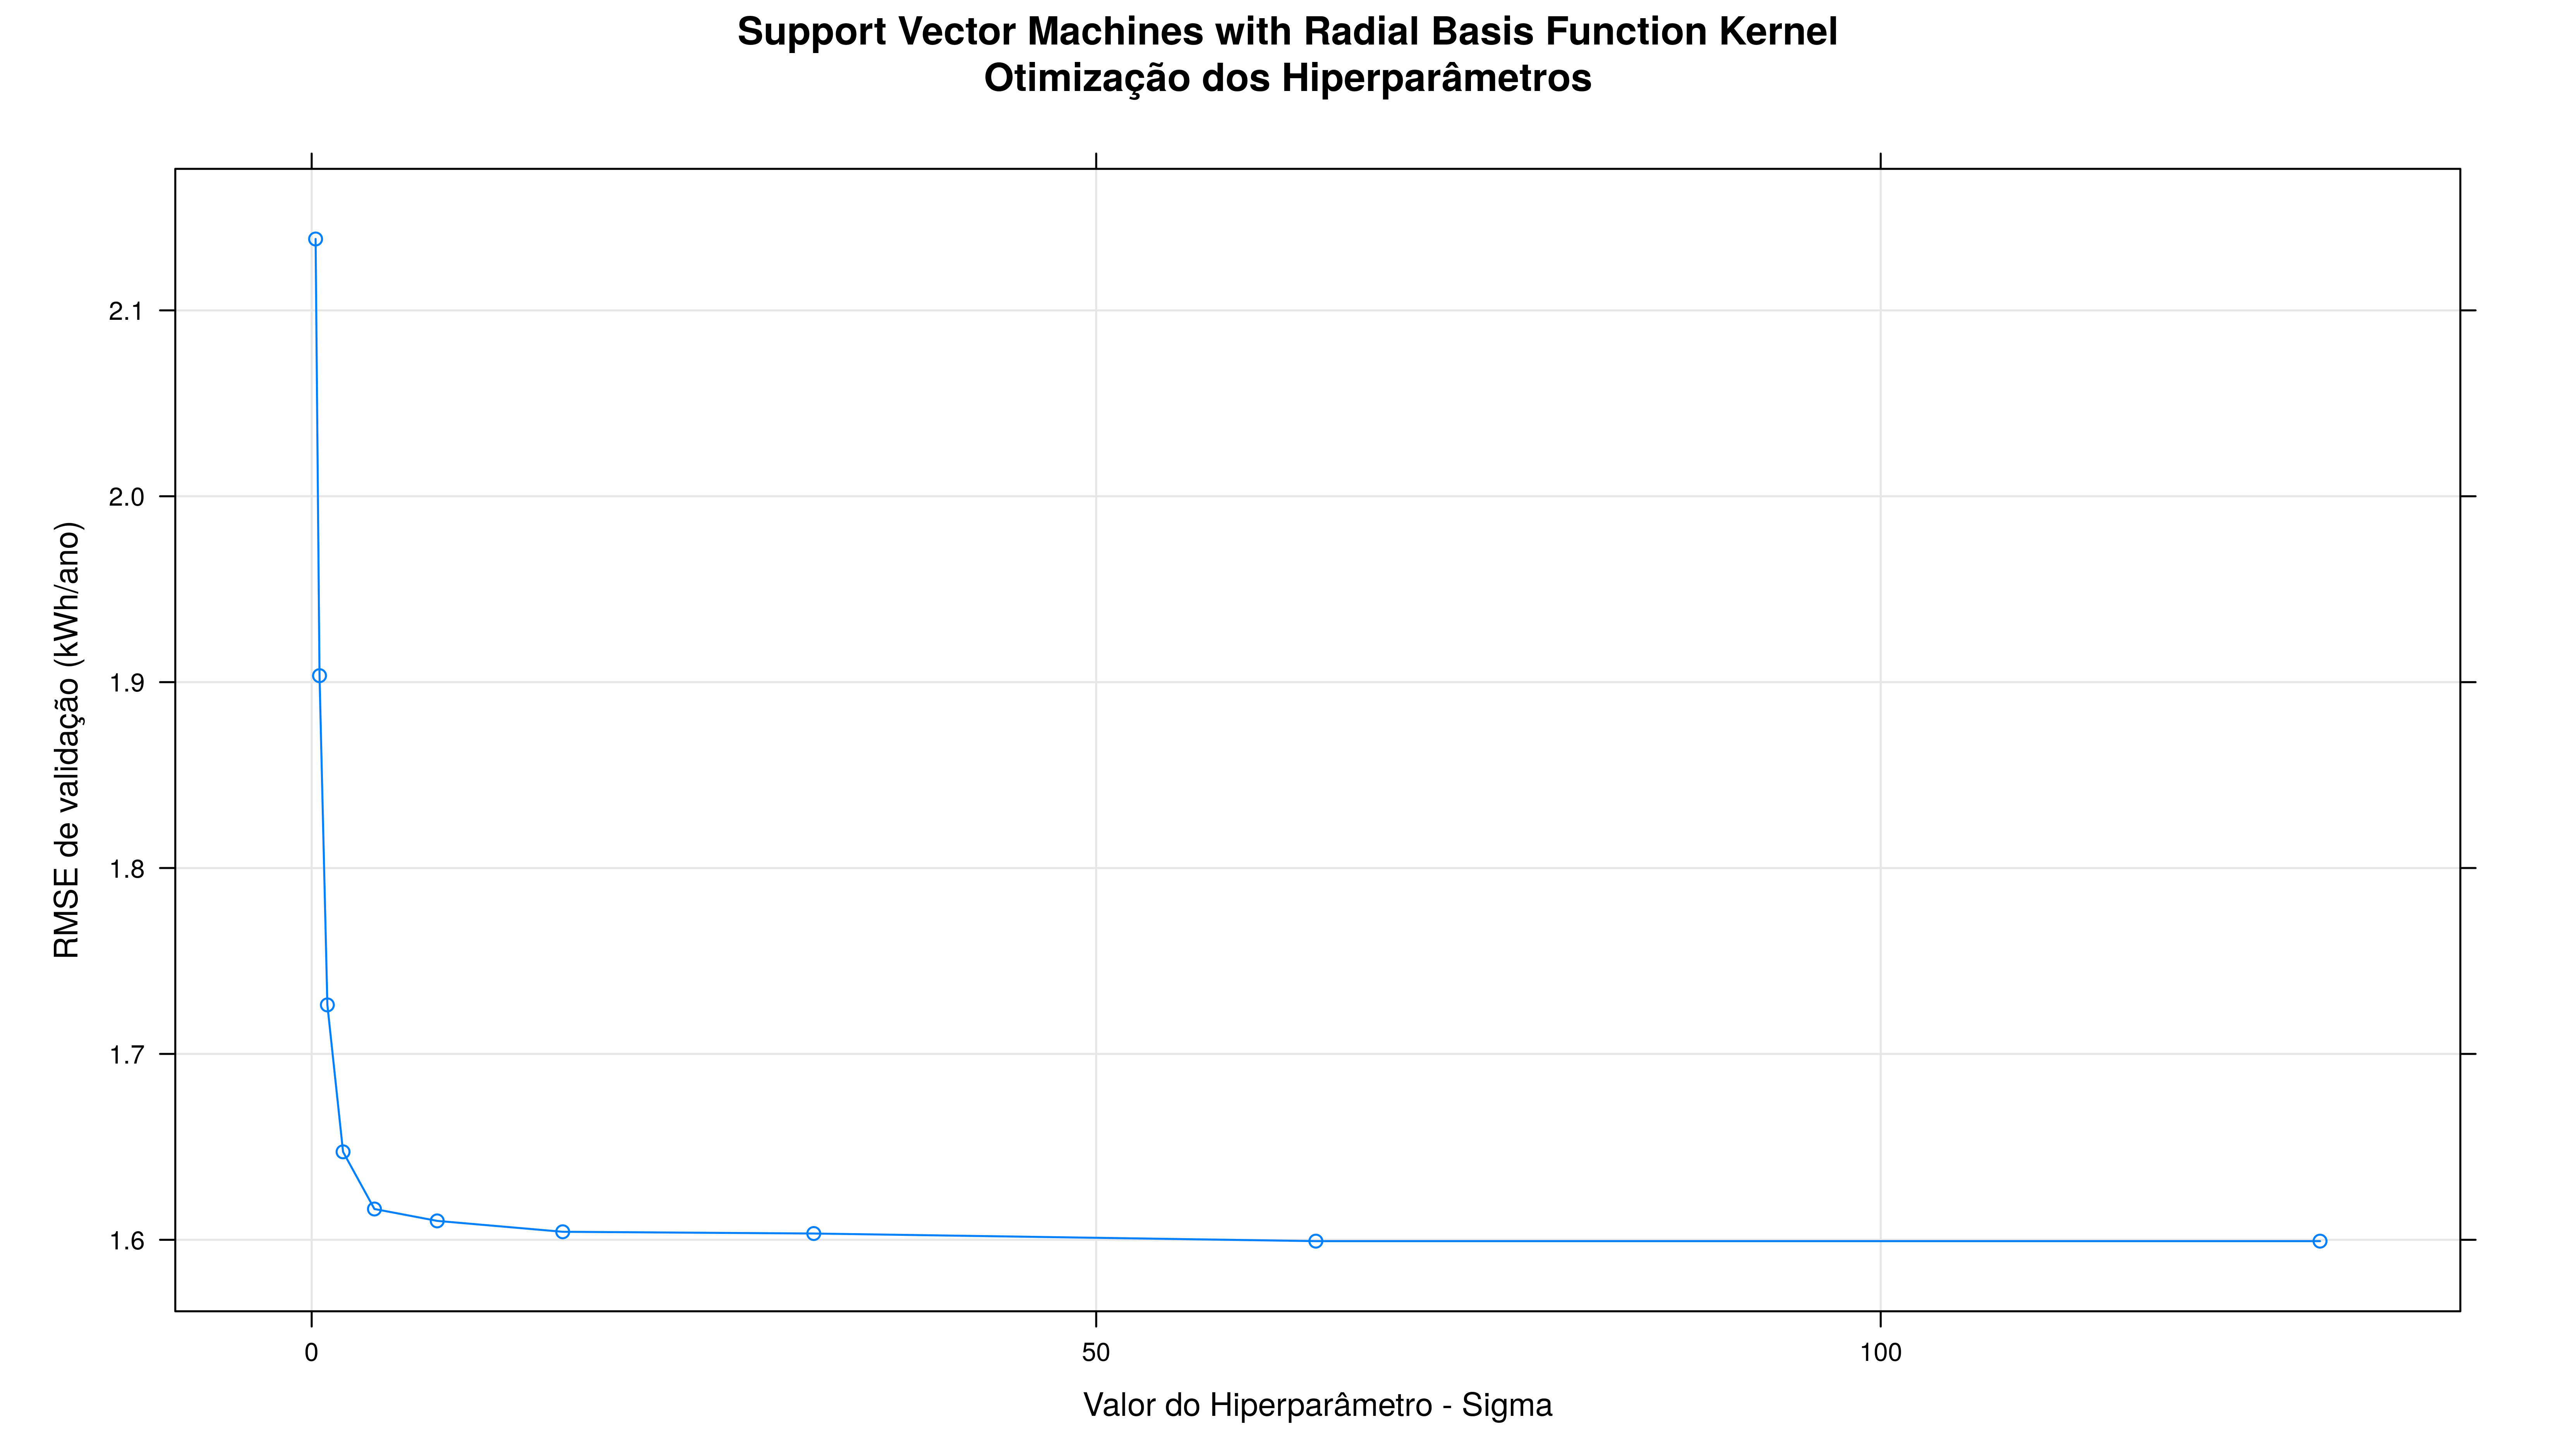 Support Vector Machines with Radial Basis Function Kernel
Otimização dos Hiperparâmetros
RMSE de validação (kWh/ano)
2.1
2.0
1.9
1.8
1.7
1.6
0
50
100
Valor do Hiperparâmetro - Sigma